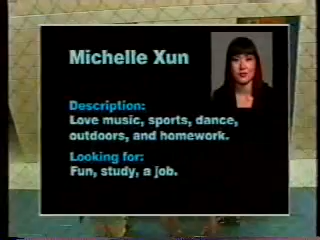 Michelle Xun
Description:
Love music, sports, dance,
outdoors, and homework.
Looking for:
Fun, study, a job.